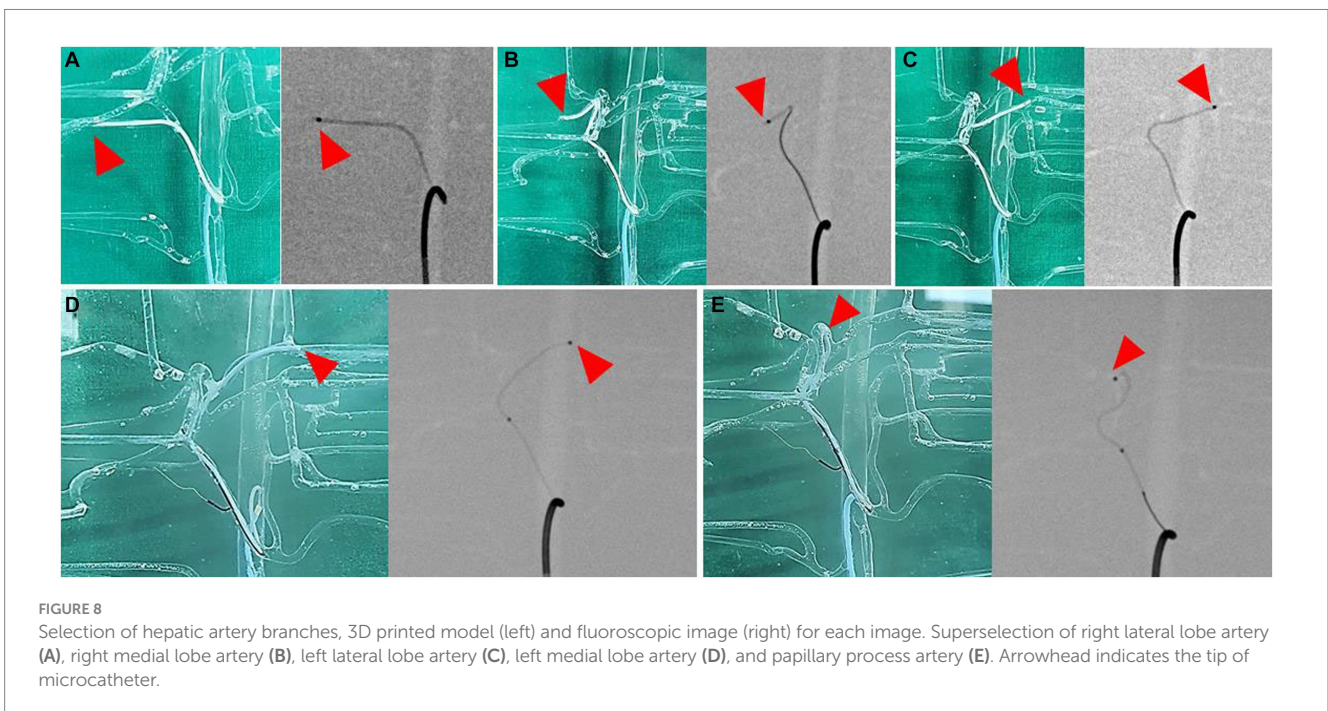 A
B
C
D
E
FIGURE 8
Selection of hepatic artery branches, 3D printed model (left) and fluoroscopic image (right) for each image. Superselection of right lateral lobe artery
(A), right medial lobe artery (B), left lateral lobe artery (C), left medial lobe artery (D), and papillary process artery (E). Arrowhead indicates the tip of
microcatheter.